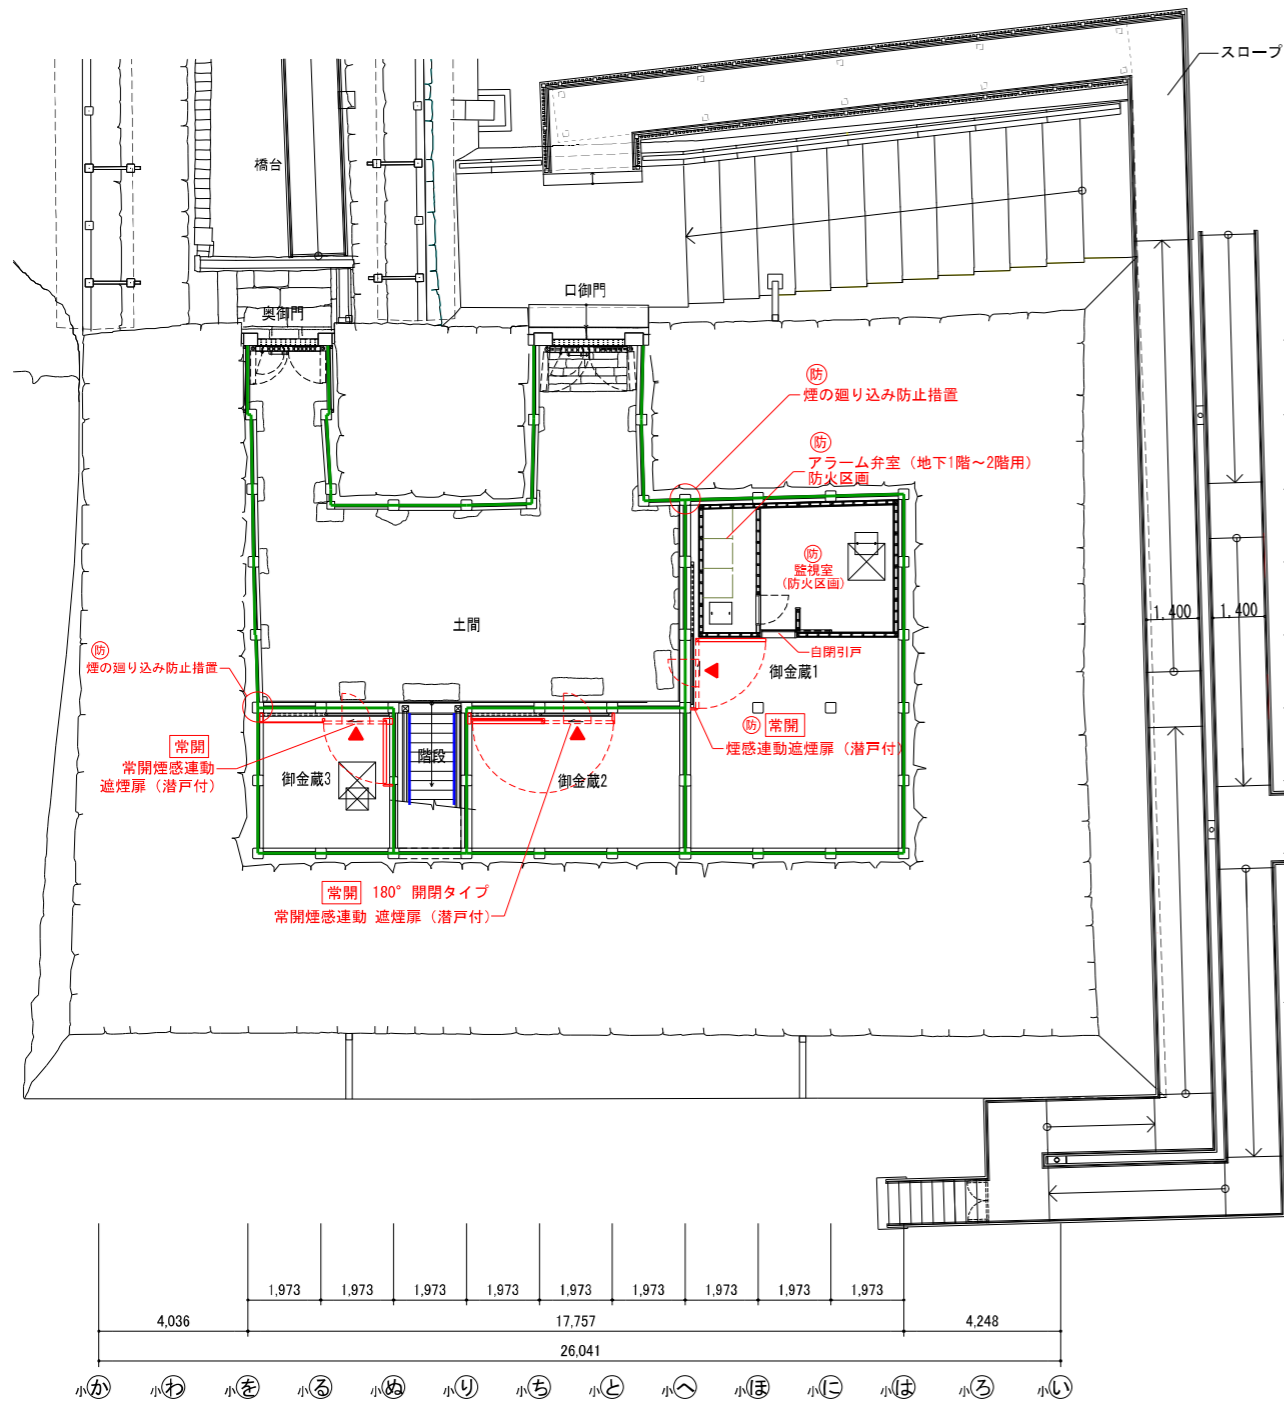 スロープ
橋台
口御門
奥御門
防
煙の廻り込み防止措置
防
アラーム弁室（地下1階～2階用）
防火区画
防
監視室
(防火区画)
1,400
1,400
土間
自閉引戸
御金蔵1
防
煙の廻り込み防止措置
防 常開
煙感連動遮煙扉（潜戸付）
常開
常開煙感連動
遮煙扉（潜戸付）
階段
御金蔵3
御金蔵2
常開 180° 開閉タイプ
常開煙感連動 遮煙扉（潜戸付）
1,973 1,973 1,973 1,973 1,973 1,973 1,973 1,973 1,973
4,036 17,757 4,248
26,041
小か 小わ 小を 小る 小ぬ 小り 小ち 小と 小へ 小ほ 小に 小は 小ろ 小い